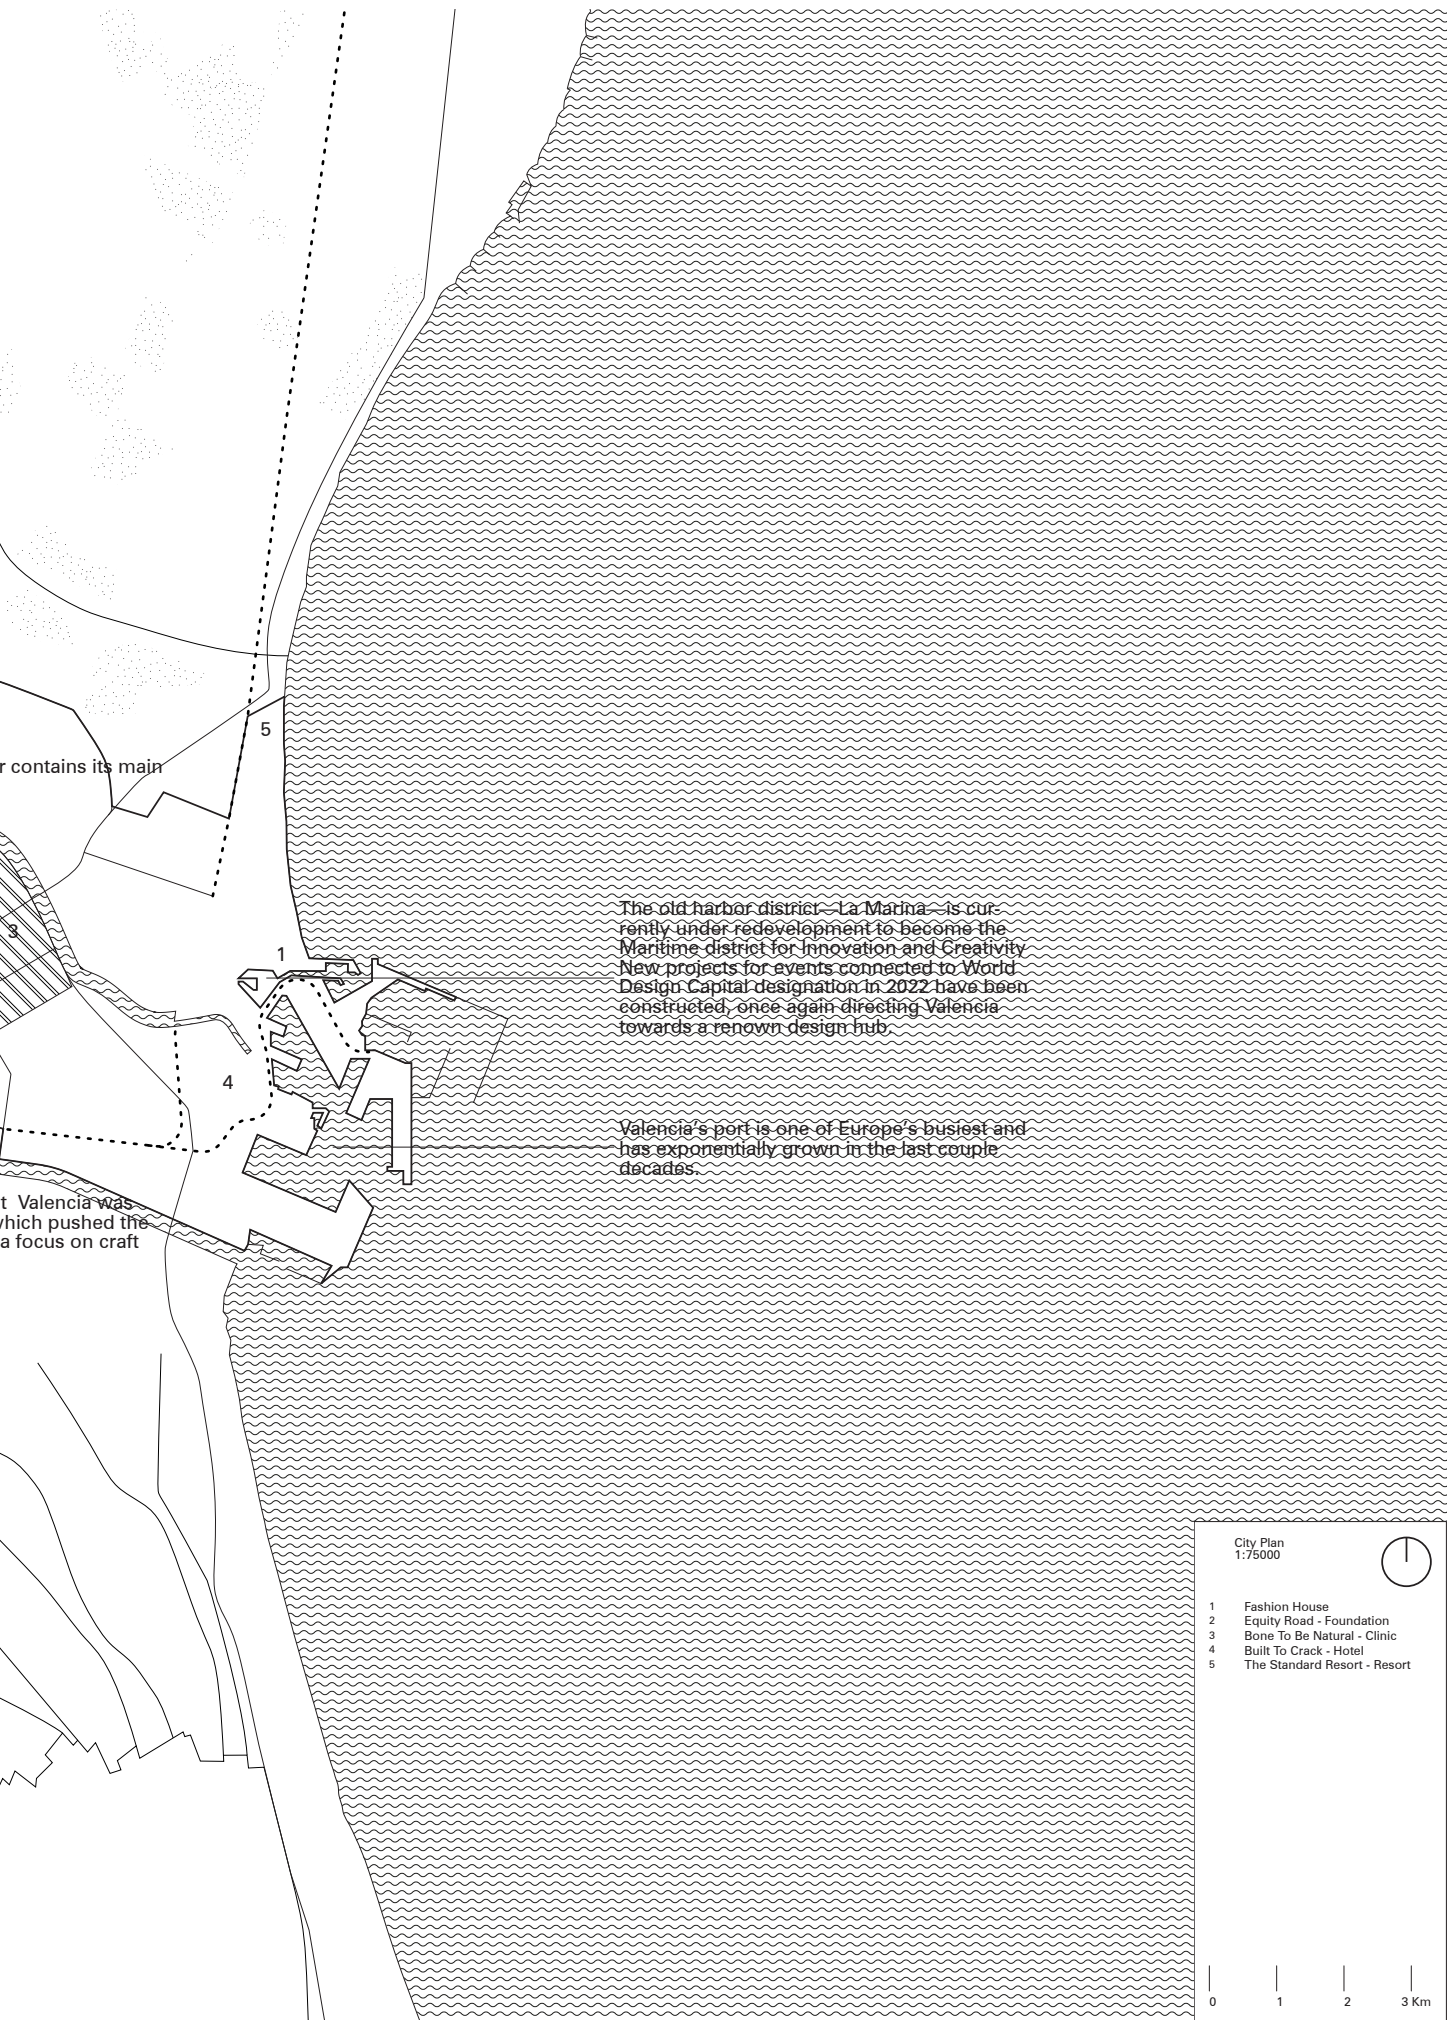 5
r contains its main
3
1
The old harbor district—La Marina—is cur-
rently under redevelopment to become the
Maritime district for Innovation and Creativity
New projects for events connected to World
Design Capital designation in 2022 have been
constructed, once again directing Valencia
towards a renown design hub.
4
Valencia's port is one of Europe's busiest and
has exponentially grown in the last couple
decades.
t Valencia was
which pushed the
a focus on craft
City Plan
1:75000
1 Fashion House
2 Equity Road - Foundation
3 Bone To Be Natural - Clinic
4 Built To Crack - Hotel
5 The Standard Resort - Resort
0 1 2 3 Km